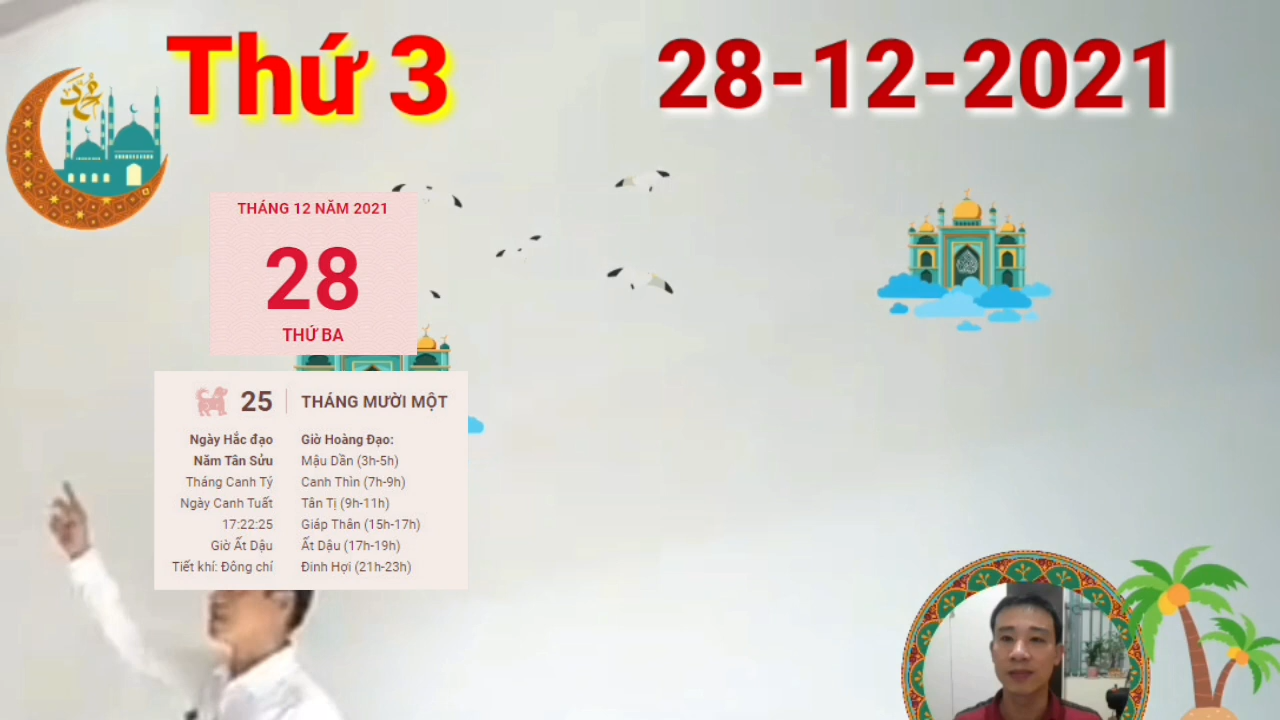 Thứ 3
28-12-2021
محمد
THÁNG 12 NĂM 2021
28
THỨ BA
25
THÁNG MƯỜI MỘT
Ngày Hắc đạo
Năm Tân Sửu
Tháng Canh Tý
Ngày Canh Tuất
17:22:25
Giờ Ất Dậu
Tiết khí: Đông chí
Giờ Hoàng Đạo:
Mậu Dần (3h-5h)
Canh Thìn (7h-9h)
Tân Tị (9h-11h)
Giáp Thân (15h-17h)
Ất Dậu (17h-19h)
Đinh Hợi (21h-23h)